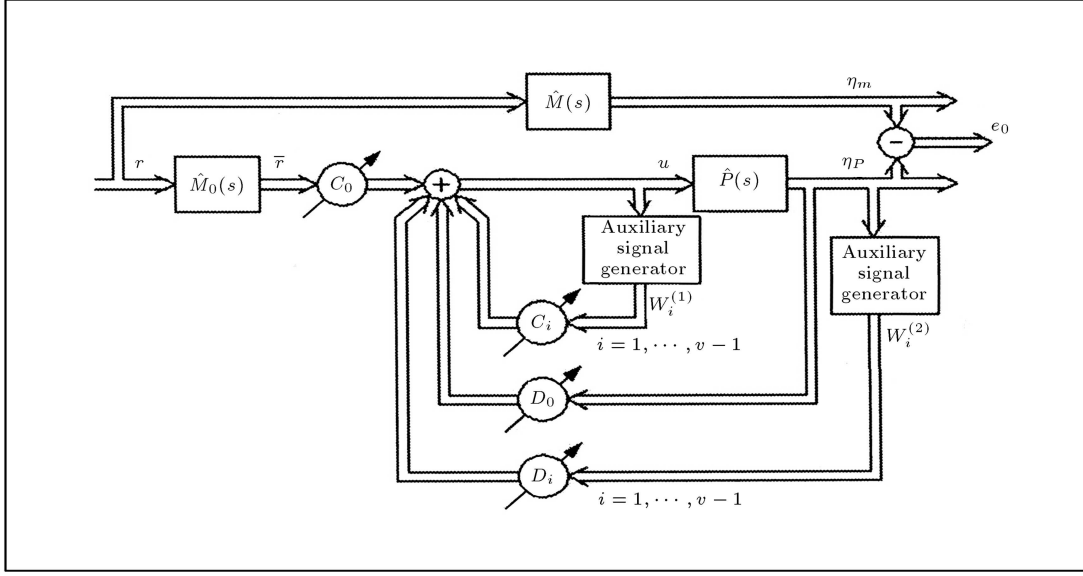 M̂(s)
η_m
e_0
−
r
M̂_0(s)
r̅
C_0
+
u
P̂(s)
η_P
Auxiliary
signal
generator
W_i^(1)
C_i
i = 1, ⋯ , v − 1
Auxiliary
signal
generator
W_i^(2)
D_0
D_i
i = 1, ⋯ , v − 1